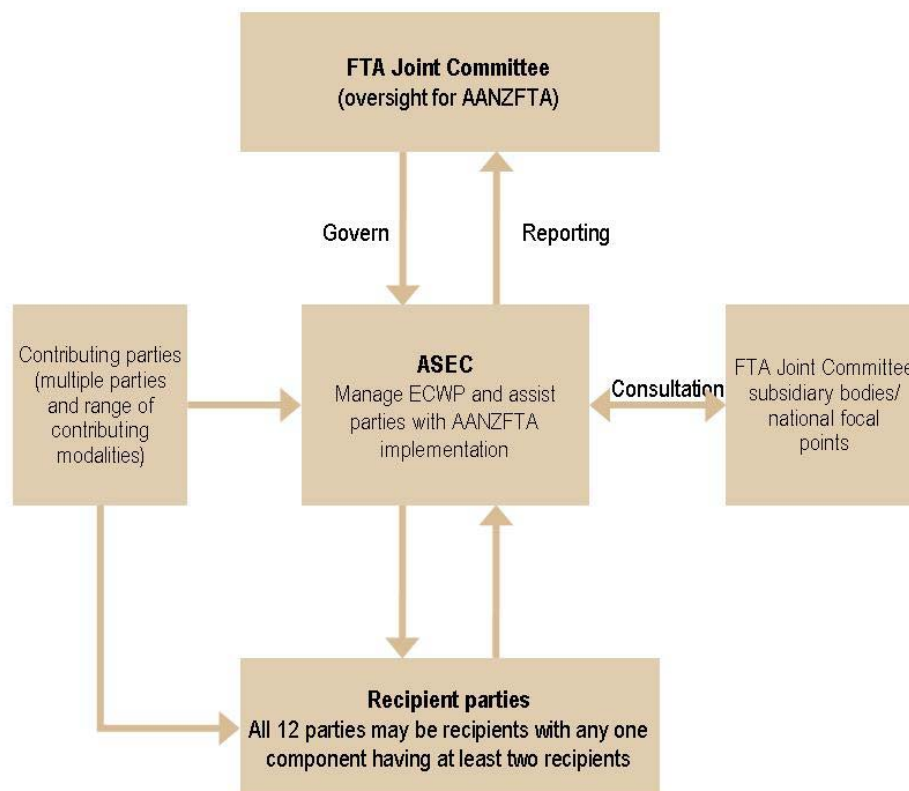 FTA Joint Committee
(oversight for AANZFTA)
Govern
Reporting
Contributing parties
(multiple parties
and range of
contributing
modalities)
ASEC
Manage ECWP and assist
parties with AANZFTA
implementation
Consultation
FTA Joint Committee
subsidiary bodies/
national focal
points
Recipient parties
All 12 parties may be recipients with any one
component having at least two recipients